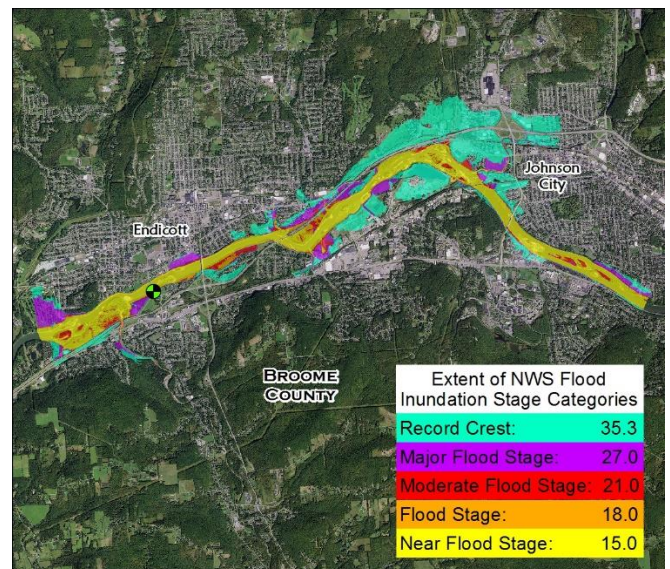 Johnson
City
Endicott
BROOME
COUNTY
Extent of NWS Flood
Inundation Stage Categories
Record Crest: 35.3
Major Flood Stage: 27.0
Moderate Flood Stage: 21.0
Flood Stage: 18.0
Near Flood Stage: 15.0